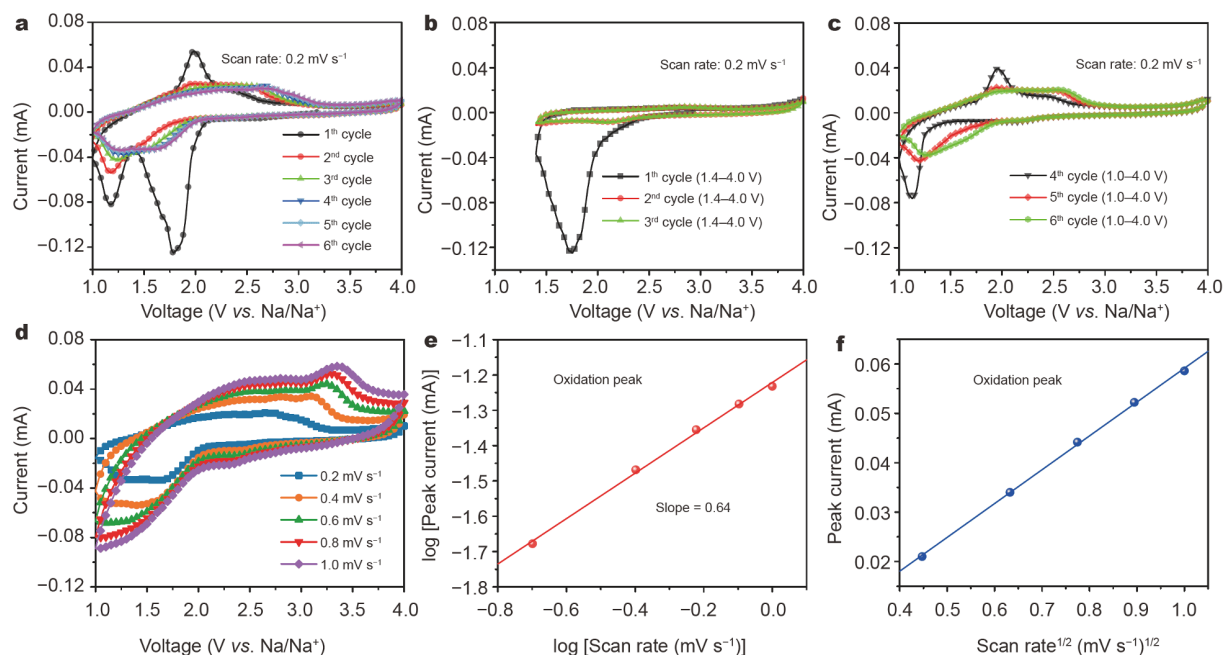 a
0.08
0.04
0.00
−0.04
−0.08
−0.12
Current (mA)
Scan rate: 0.2 mV s⁻¹
1ᵗʰ cycle
2ⁿᵈ cycle
3ʳᵈ cycle
4ᵗʰ cycle
5ᵗʰ cycle
6ᵗʰ cycle
1.0 1.5 2.0 2.5 3.0 3.5 4.0
Voltage (V vs. Na/Na⁺)
b
0.08
0.04
0.00
−0.04
−0.08
−0.12
Current (mA)
Scan rate: 0.2 mV s⁻¹
1ᵗʰ cycle (1.4–4.0 V)
2ⁿᵈ cycle (1.4–4.0 V)
3ʳᵈ cycle (1.4–4.0 V)
1.0 1.5 2.0 2.5 3.0 3.5 4.0
Voltage (V vs. Na/Na⁺)
c
0.08
0.04
0.00
−0.04
−0.08
−0.12
Current (mA)
Scan rate: 0.2 mV s⁻¹
4ᵗʰ cycle (1.0–4.0 V)
5ᵗʰ cycle (1.0–4.0 V)
6ᵗʰ cycle (1.0–4.0 V)
1.0 1.5 2.0 2.5 3.0 3.5 4.0
Voltage (V vs. Na/Na⁺)
d
0.08
0.04
0.00
−0.04
−0.08
−0.12
Current (mA)
0.2 mV s⁻¹
0.4 mV s⁻¹
0.6 mV s⁻¹
0.8 mV s⁻¹
1.0 mV s⁻¹
1.0 1.5 2.0 2.5 3.0 3.5 4.0
Voltage (V vs. Na/Na⁺)
e
−1.1
−1.2
−1.3
−1.4
−1.5
−1.6
−1.7
−1.8
log [Peak current (mA)]
Oxidation peak
Slope = 0.64
−0.8 −0.6 −0.4 −0.2 0.0
log [Scan rate (mV s⁻¹)]
f
0.06
0.05
0.04
0.03
0.02
Peak current (mA)
Oxidation peak
0.4 0.5 0.6 0.7 0.8 0.9 1.0
Scan rate¹ᐟ² (mV s⁻¹)¹ᐟ²